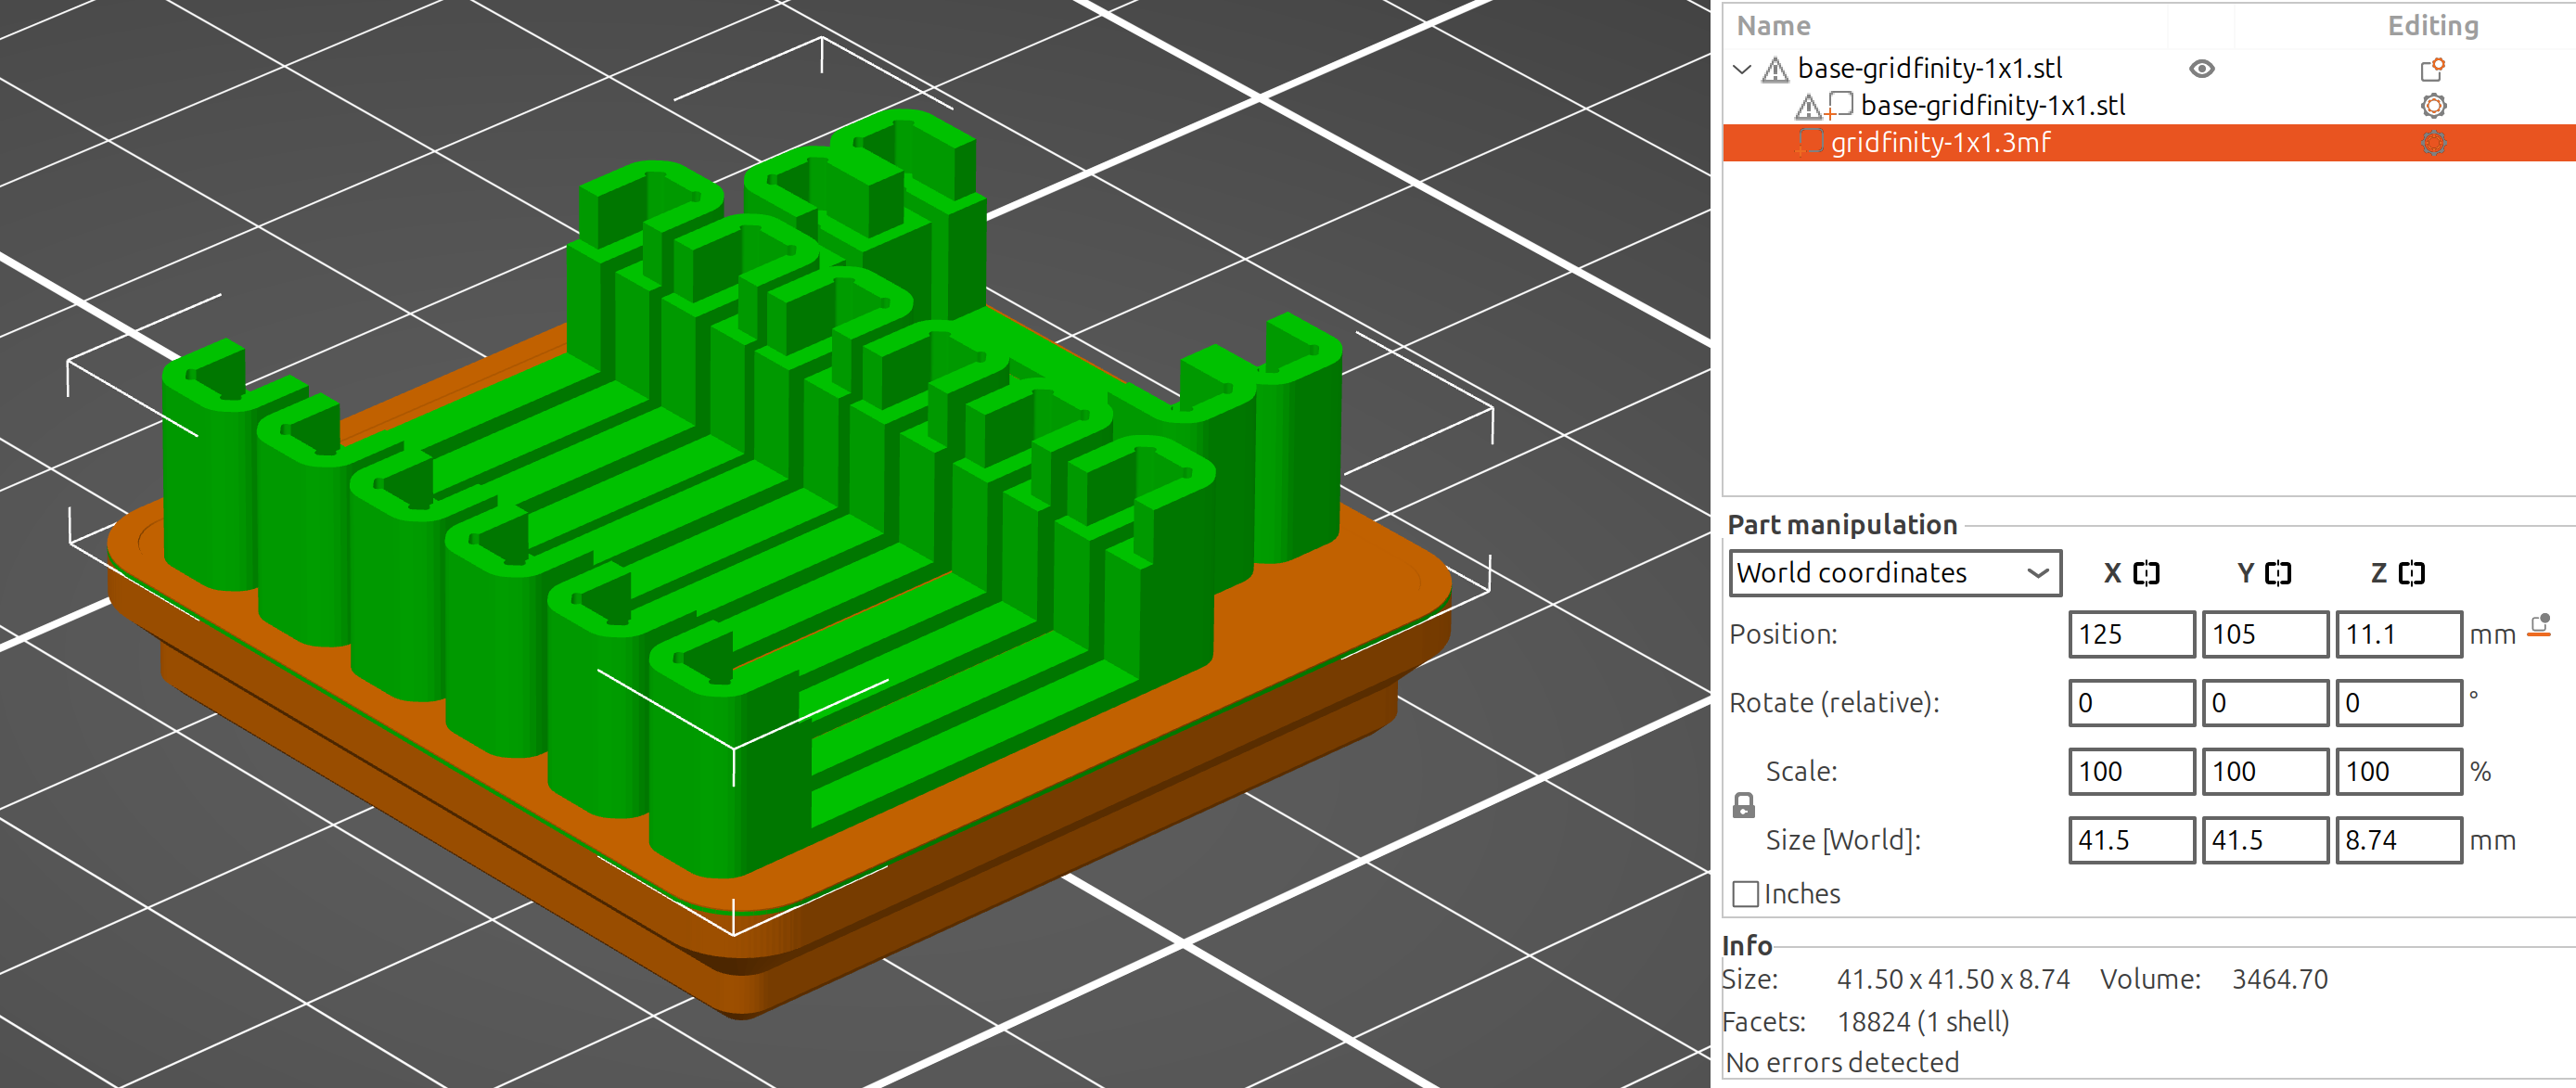 Name Editing
base-gridfinity-1x1.stl
base-gridfinity-1x1.stl
gridfinity-1x1.3mf
Part manipulation
World coordinates X Y Z
Position: 125 105 11.1 mm
Rotate (relative): 0 0 0 °
Scale: 100 100 100 %
Size [World]: 41.5 41.5 8.74 mm
Inches
Info
Size: 41.50 x 41.50 x 8.74 Volume: 3464.70
Facets: 18824 (1 shell)
No errors detected